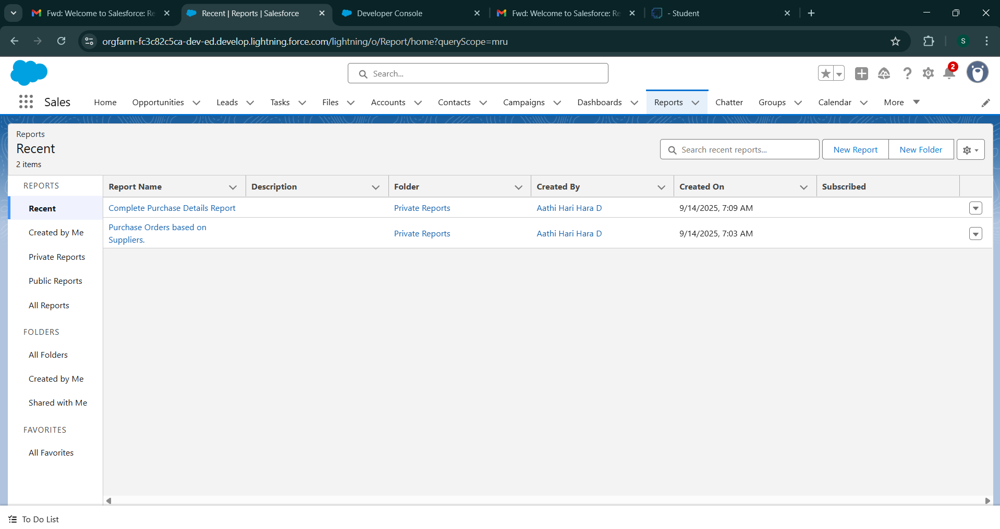 Fwd: Welcome to Salesforce: Re
Recent | Reports | Salesforce
Developer Console
Fwd: Welcome to Salesforce: Re
- Student
orgfarm-fc3c82c5ca-dev-ed.develop.lightning.force.com/lightning/o/Report/home?queryScope=mru
S
Search...
2
Sales
Home
Opportunities
Leads
Tasks
Files
Accounts
Contacts
Campaigns
Dashboards
Reports
Chatter
Groups
Calendar
More
Reports
Recent
2 items
Search recent reports...
New Report
New Folder
REPORTS
Recent
Created by Me
Private Reports
Public Reports
All Reports
FOLDERS
All Folders
Created by Me
Shared with Me
FAVORITES
All Favorites
Report Name
Description
Folder
Created By
Created On
Subscribed
Complete Purchase Details Report
Private Reports
Aathi Hari Hara D
9/14/2025, 7:09 AM
Purchase Orders based on
Suppliers.
Private Reports
Aathi Hari Hara D
9/14/2025, 7:03 AM
To Do List